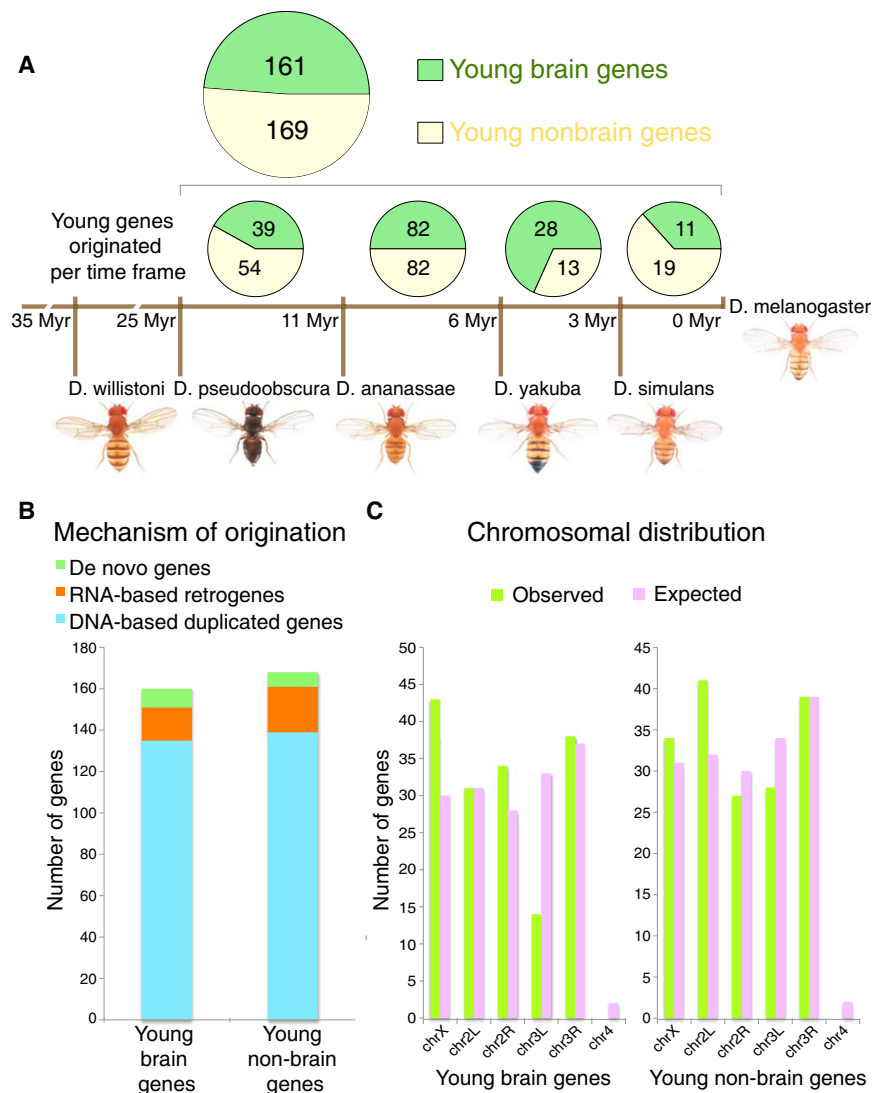 A
161
169
Young brain genes
Young nonbrain genes
Young genes
originated
per time frame
39
54
82
82
28
13
11
19
35 Myr
25 Myr
11 Myr
6 Myr
3 Myr
0 Myr
D. melanogaster
D. willistoni
D. pseudoobscura
D. ananassae
D. yakuba
D. simulans
B
Mechanism of origination
De novo genes
RNA-based retrogenes
DNA-based duplicated genes
Number of genes
180
160
140
120
100
80
60
40
20
0
Young
brain
genes
Young
non-brain
genes
C
Chromosomal distribution
Observed
Expected
Number of genes
50
45
40
35
30
25
20
15
10
5
0
chrX
chr2L
chr2R
chr3L
chr3R
chr4
Young brain genes
45
40
35
30
25
20
15
10
5
0
chrX
chr2L
chr2R
chr3L
chr3R
chr4
Young non-brain genes